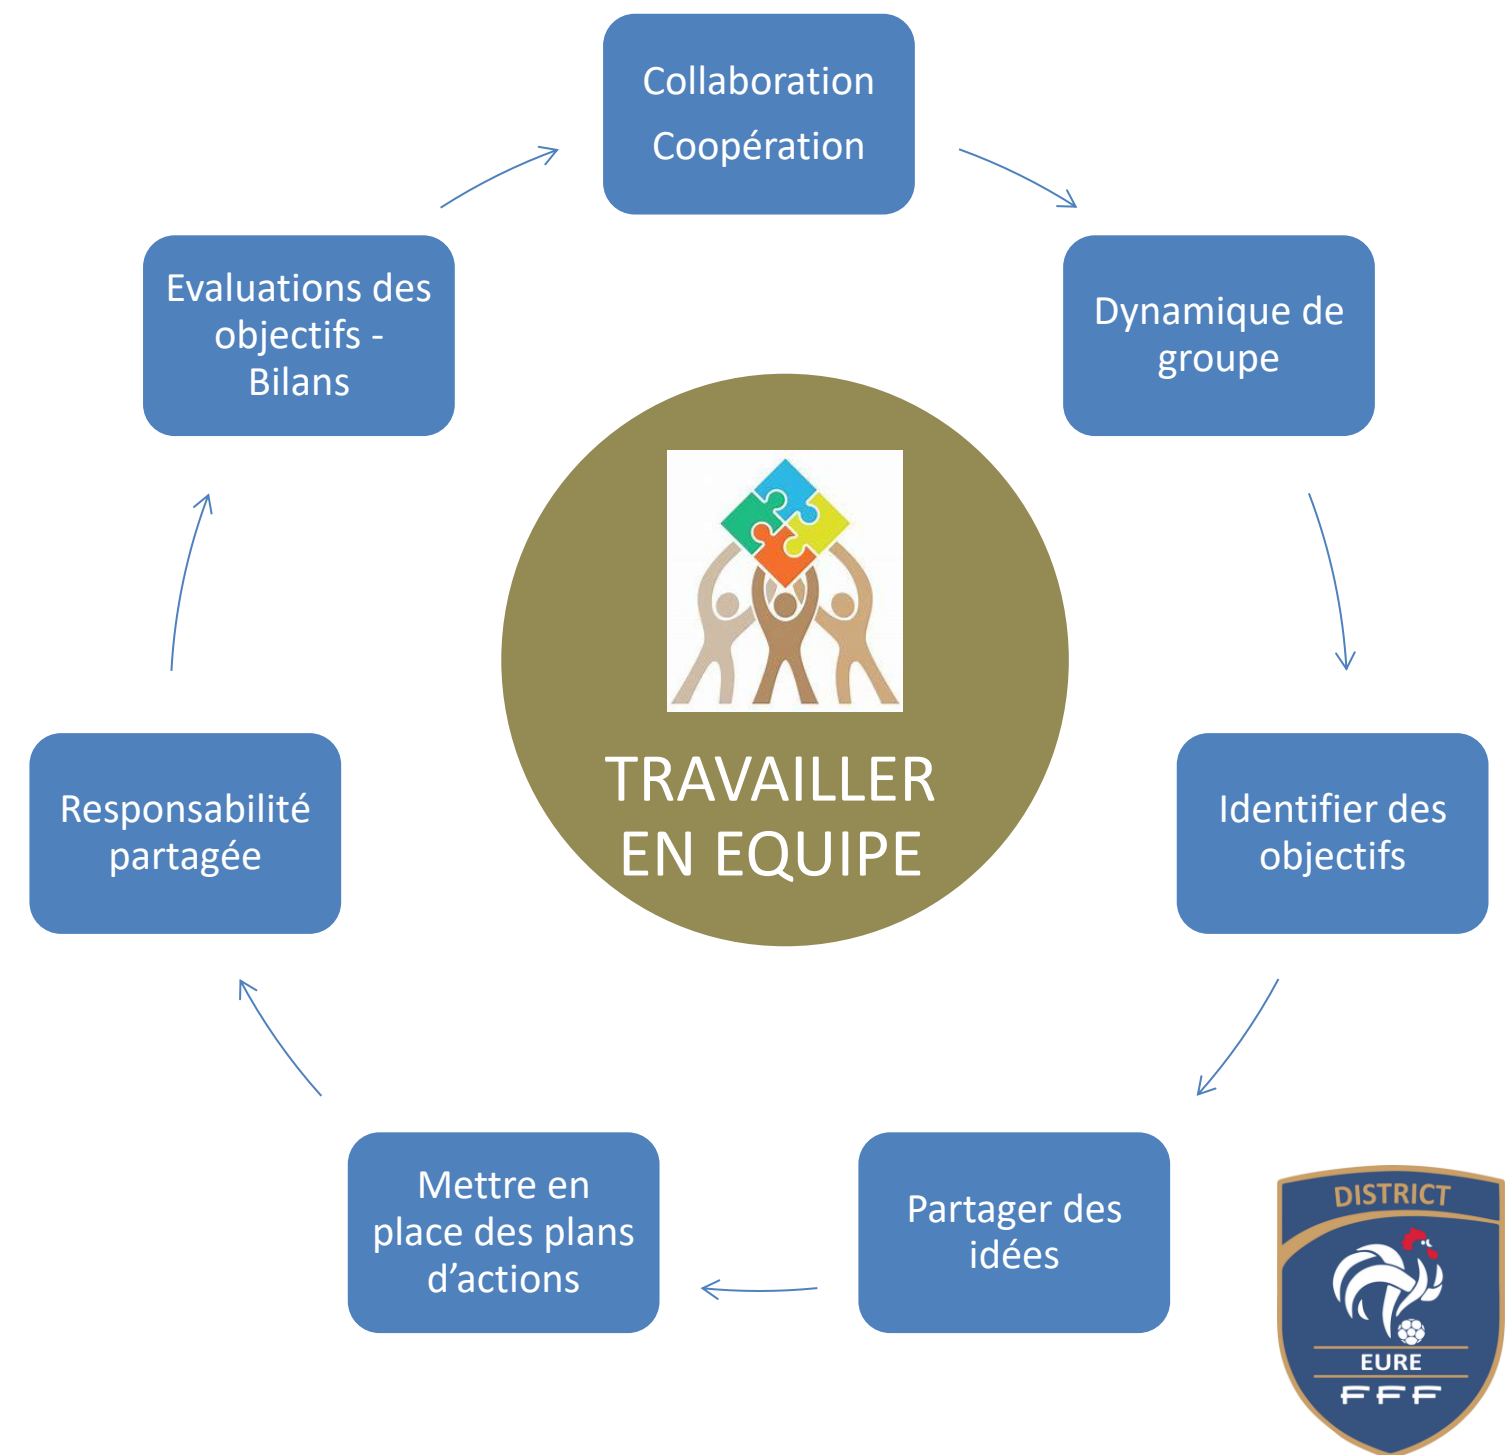 Collaboration
Coopération
Dynamique de
groupe
Identifier des
objectifs
Partager des
idées
Mettre en
place des plans
d’actions
Responsabilité
partagée
Evaluations des
objectifs -
Bilans
TRAVAILLER
EN EQUIPE
DISTRICT
EURE
FFF